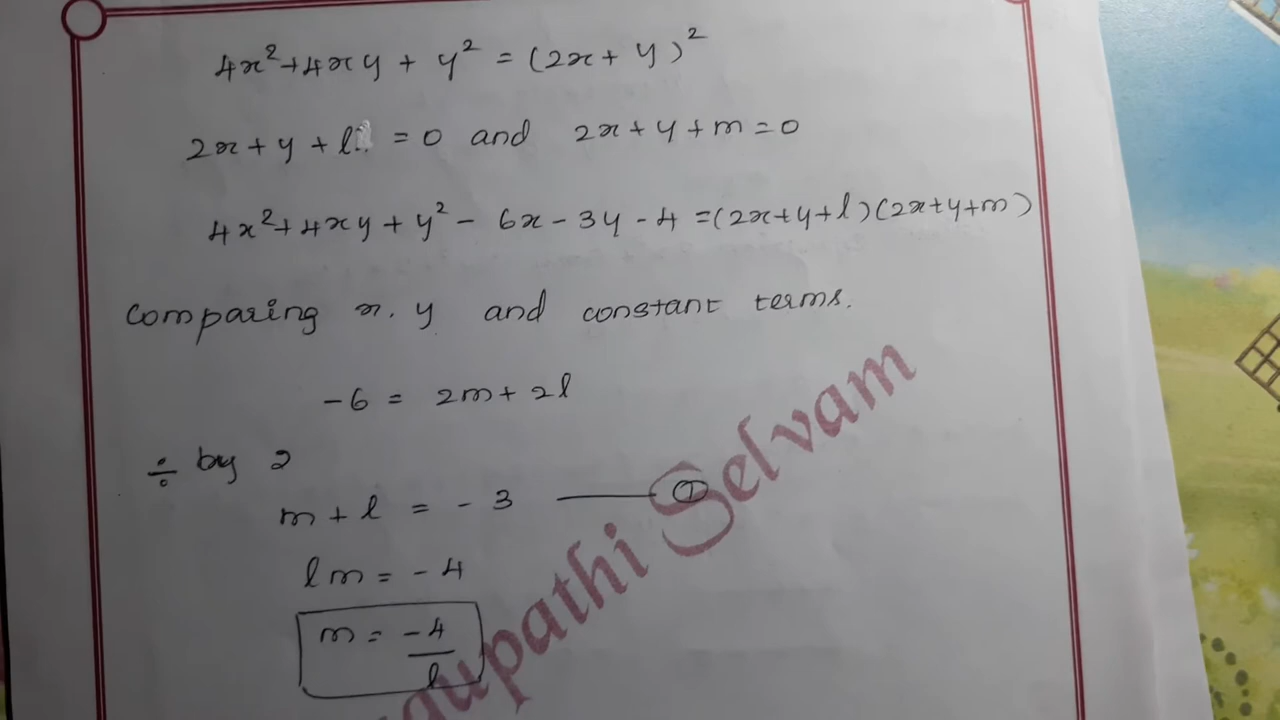 4x²+4xy + y² = (2x + y)²
2x + y + l = 0 and 2x + y + m = 0
4x²+4xy + y² - 6x - 3y - 4 = (2x+y+l)(2x+y+m)
Comparing x. y and constant terms.
-6 = 2m + 2l
÷ by 2
m + l = -3 ——— ①
lm = -4
m = -4/l
Selvam